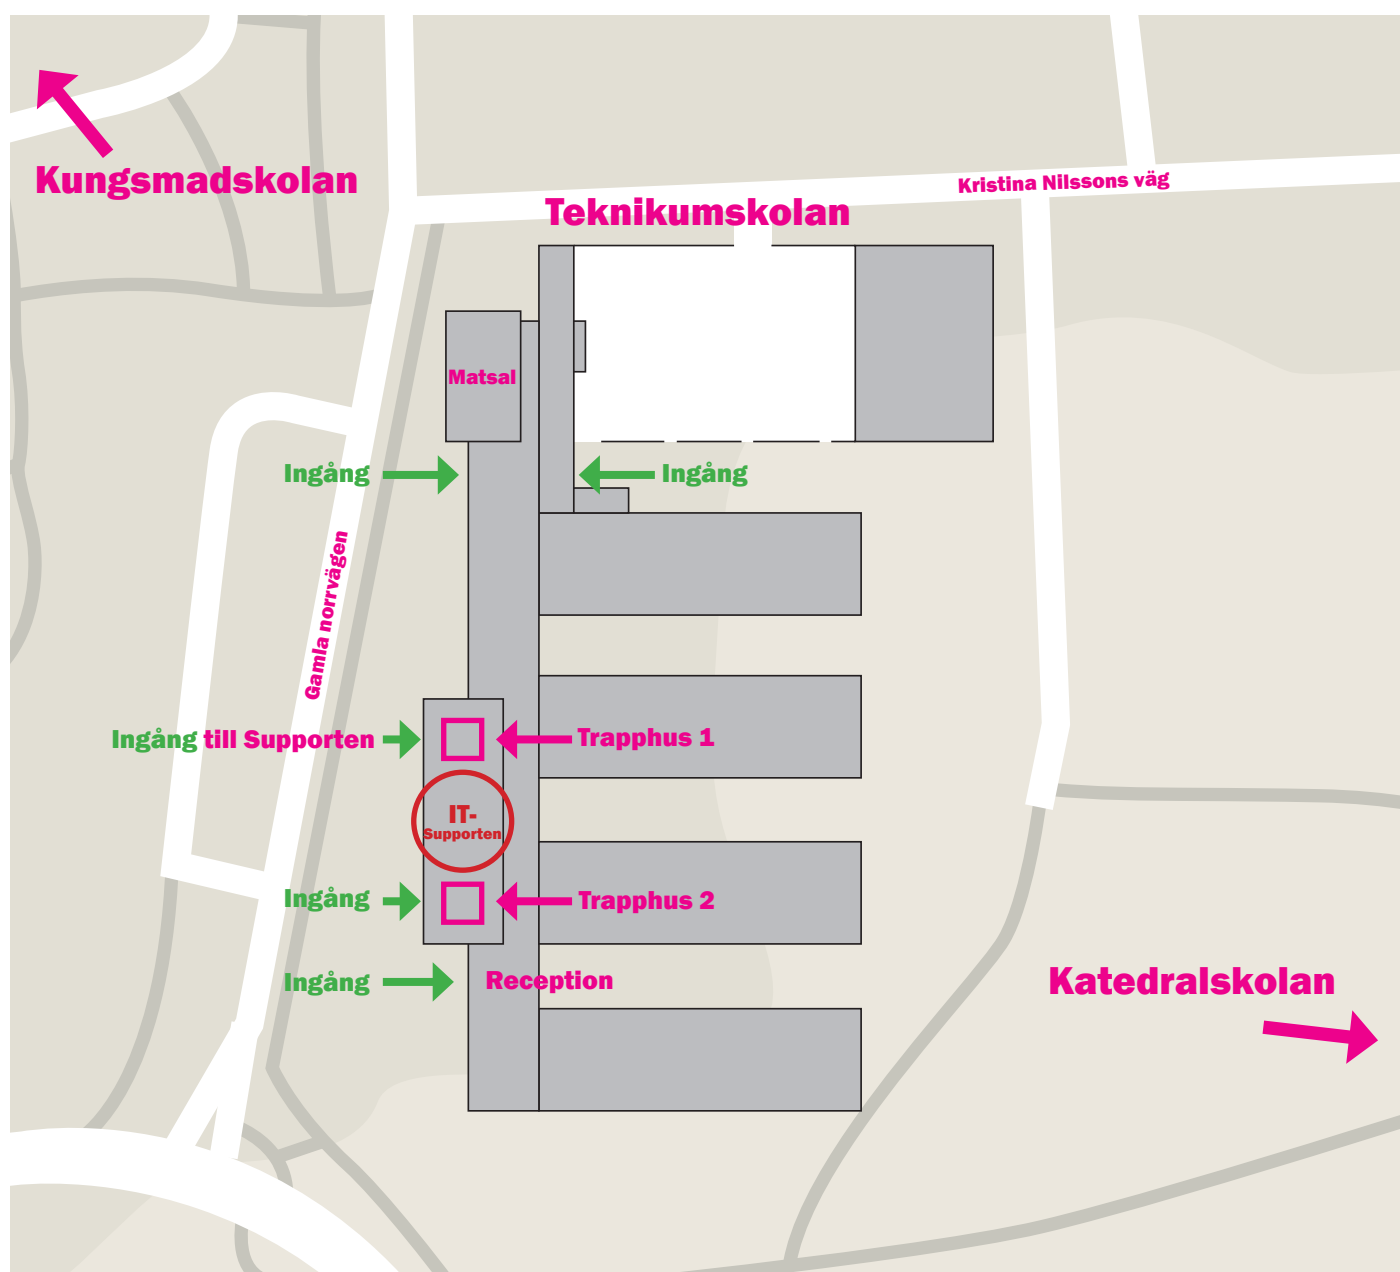 Kungsmadskolan
Kristina Nilssons väg
Teknikumskolan
Matsal
Ingång
Ingång
Gamla norrvägen
Ingång till Supporten
Trapphus 1
IT-
Supporten
Ingång
Trapphus 2
Ingång
Reception
Katedralskolan